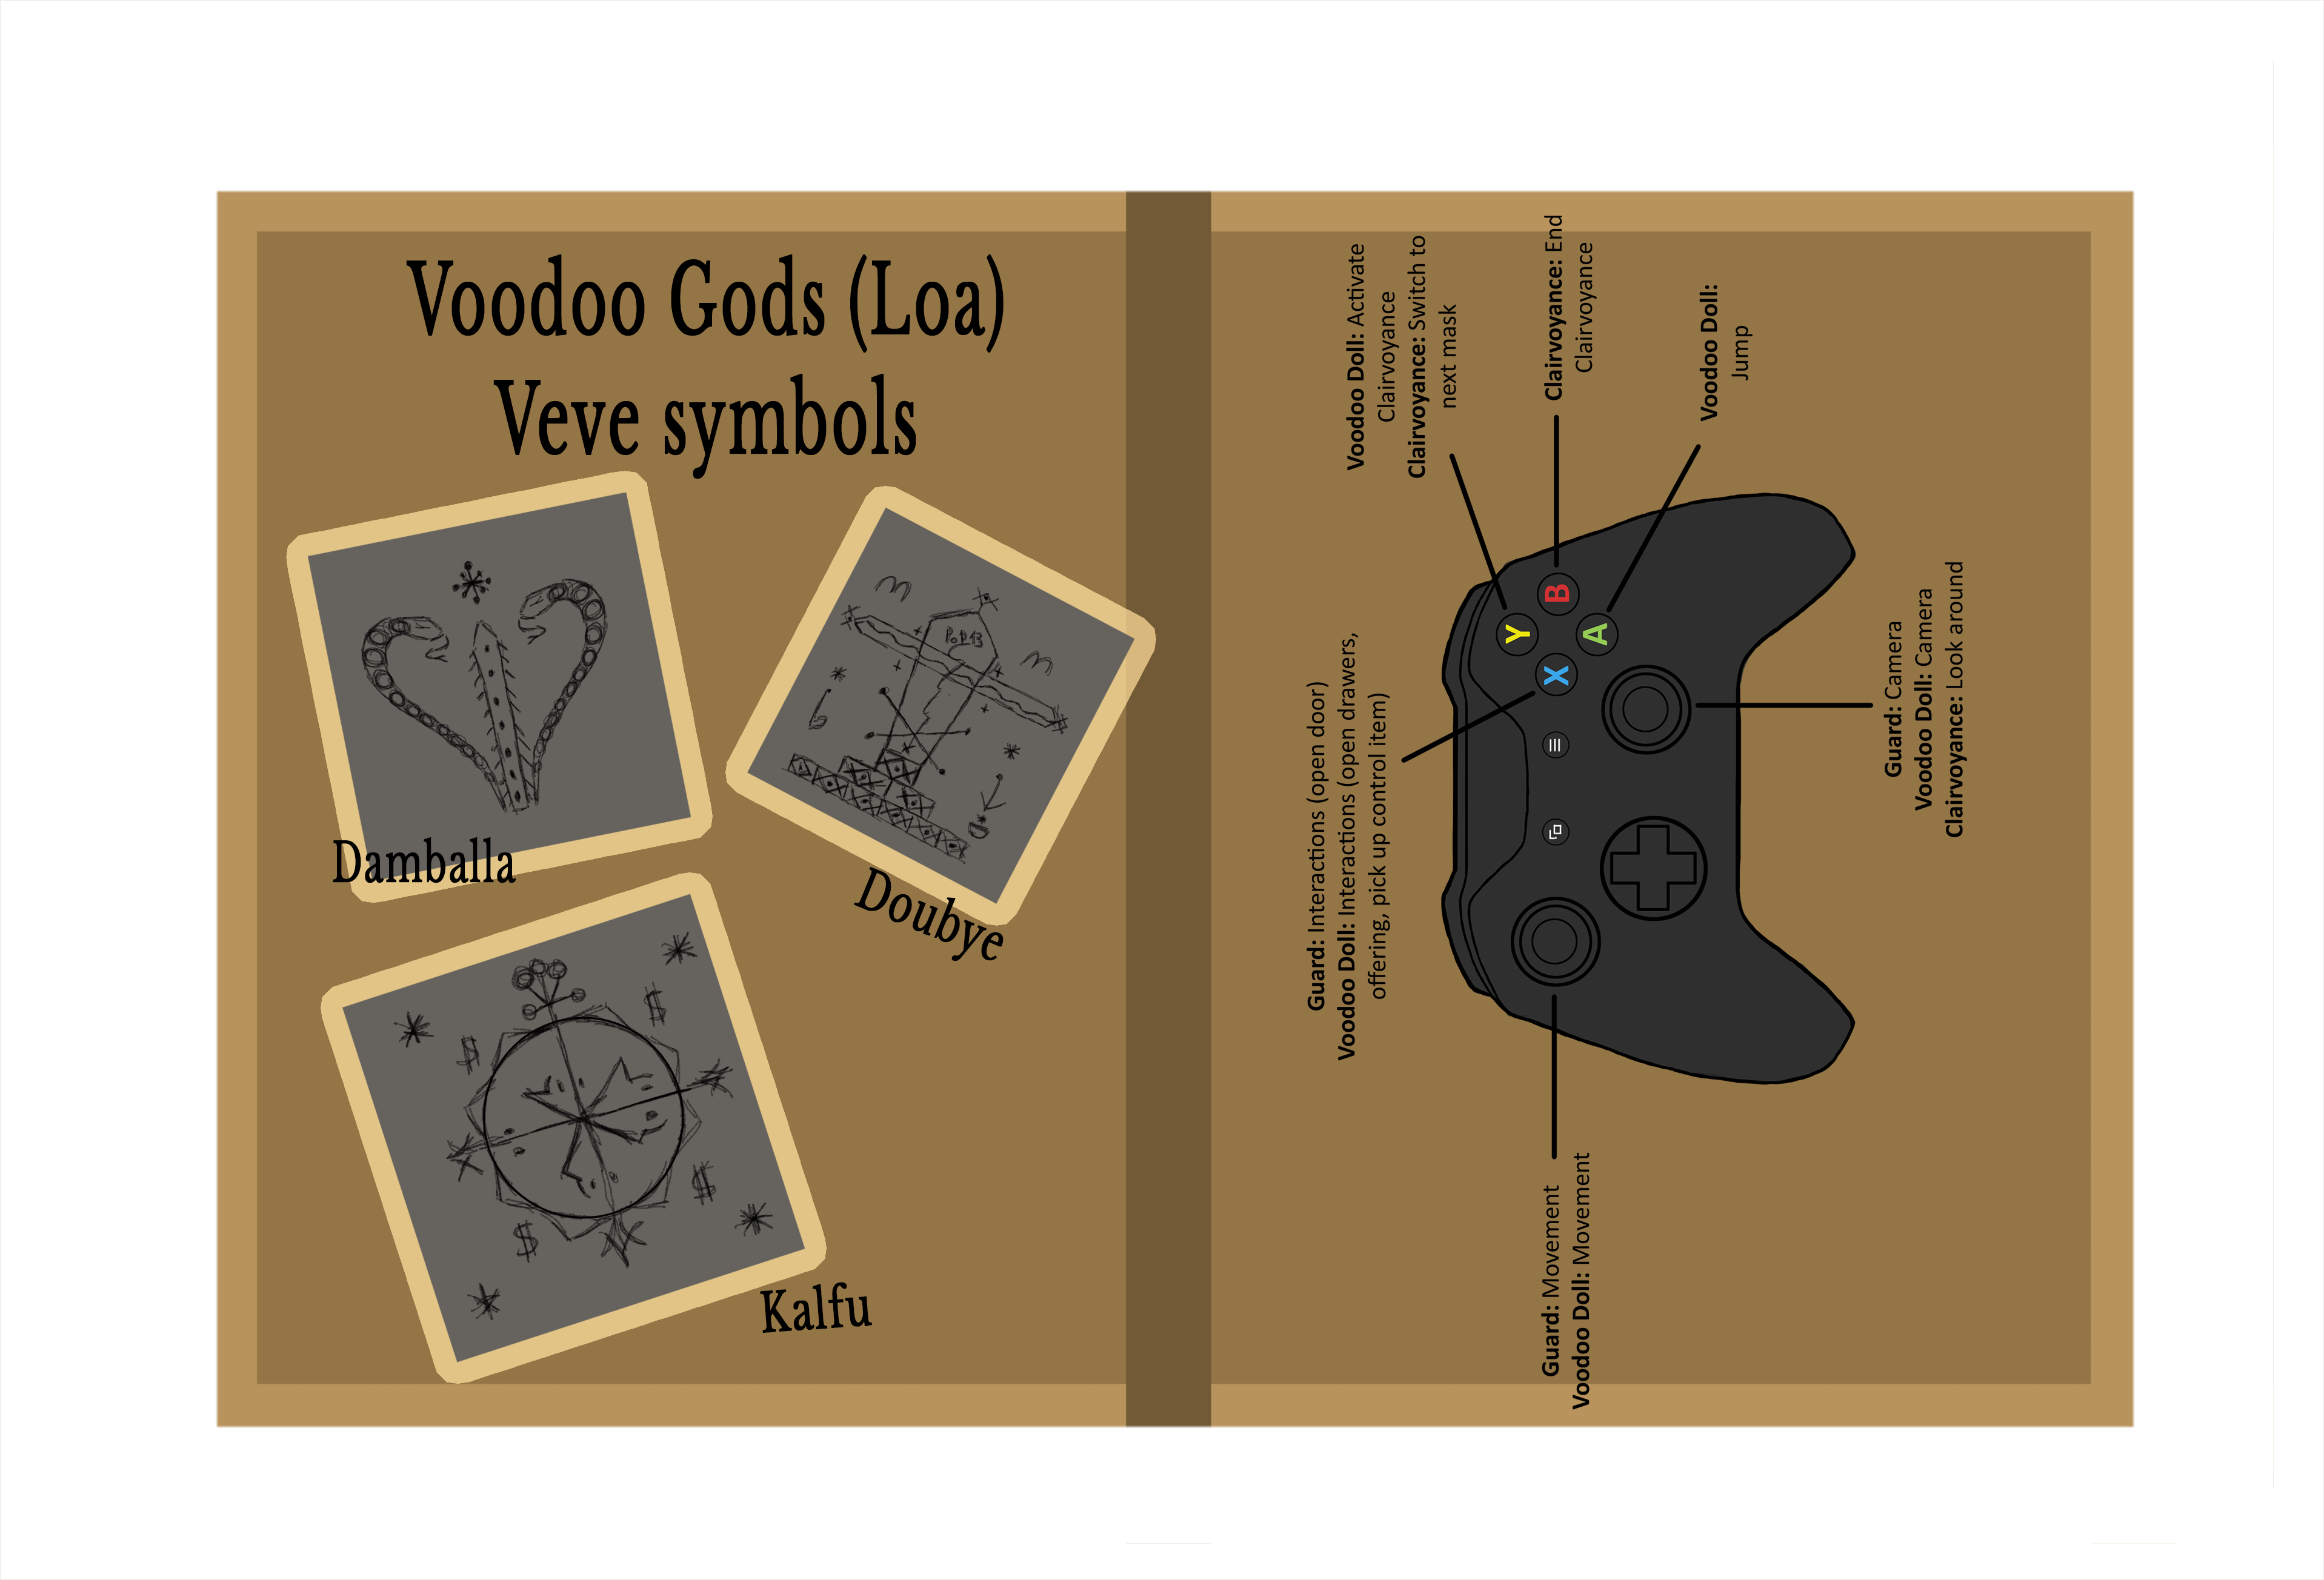 Voodoo Gods (Loa)
Veve symbols
Damballa
Doubye
Kalfu
Voodoo Doll: Activate
Clairvoyance
Clairvoyance: Switch to
next mask
Clairvoyance: End
Clairvoyance
Voodoo Doll:
Jump
Guard: Interactions (open door)
Voodoo Doll: Interactions (open drawers,
offering, pick up control item)
Y
B
A
X
Guard: Camera
Voodoo Doll: Camera
Clairvoyance: Look around
Guard: Movement
Voodoo Doll: Movement